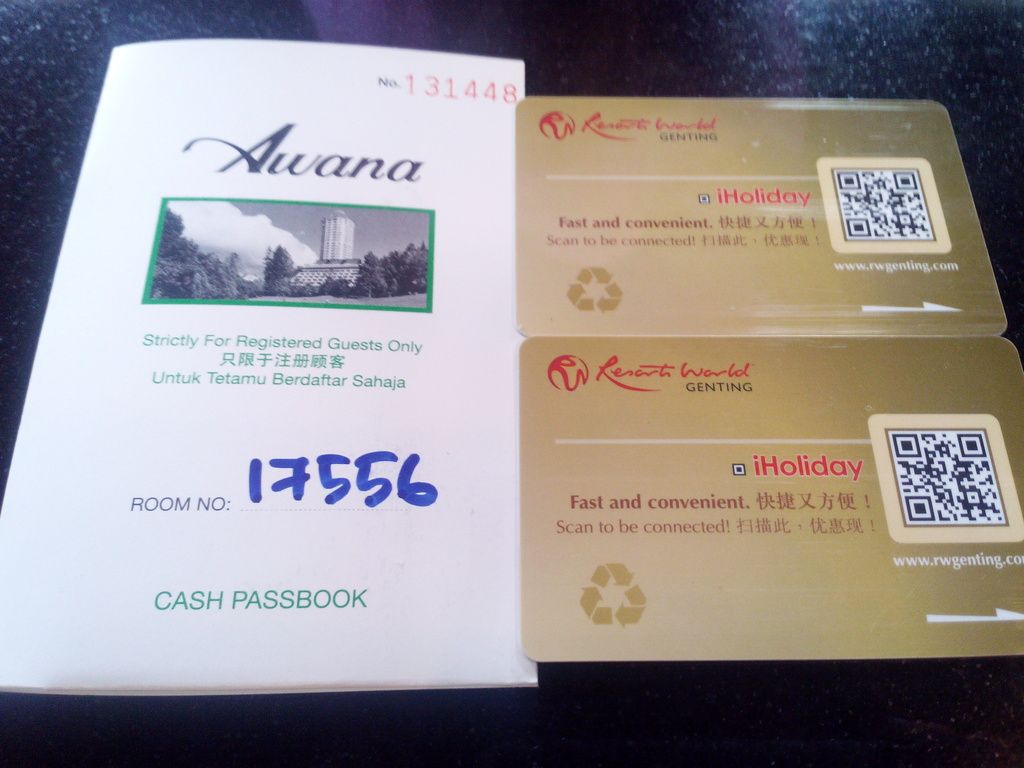 No. 131448
Awana
Strictly For Registered Guests Only
只限于注册顾客
Untuk Tetamu Berdaftar Sahaja
ROOM NO: 17556
CASH PASSBOOK
Resorts World
GENTING
iHoliday
Fast and convenient. 快捷又方便！
Scan to be connected! 扫描此，优惠现！
www.rwgenting.com
Resorts World
GENTING
iHoliday
Fast and convenient. 快捷又方便！
Scan to be connected! 扫描此，优惠现！
www.rwgenting.co